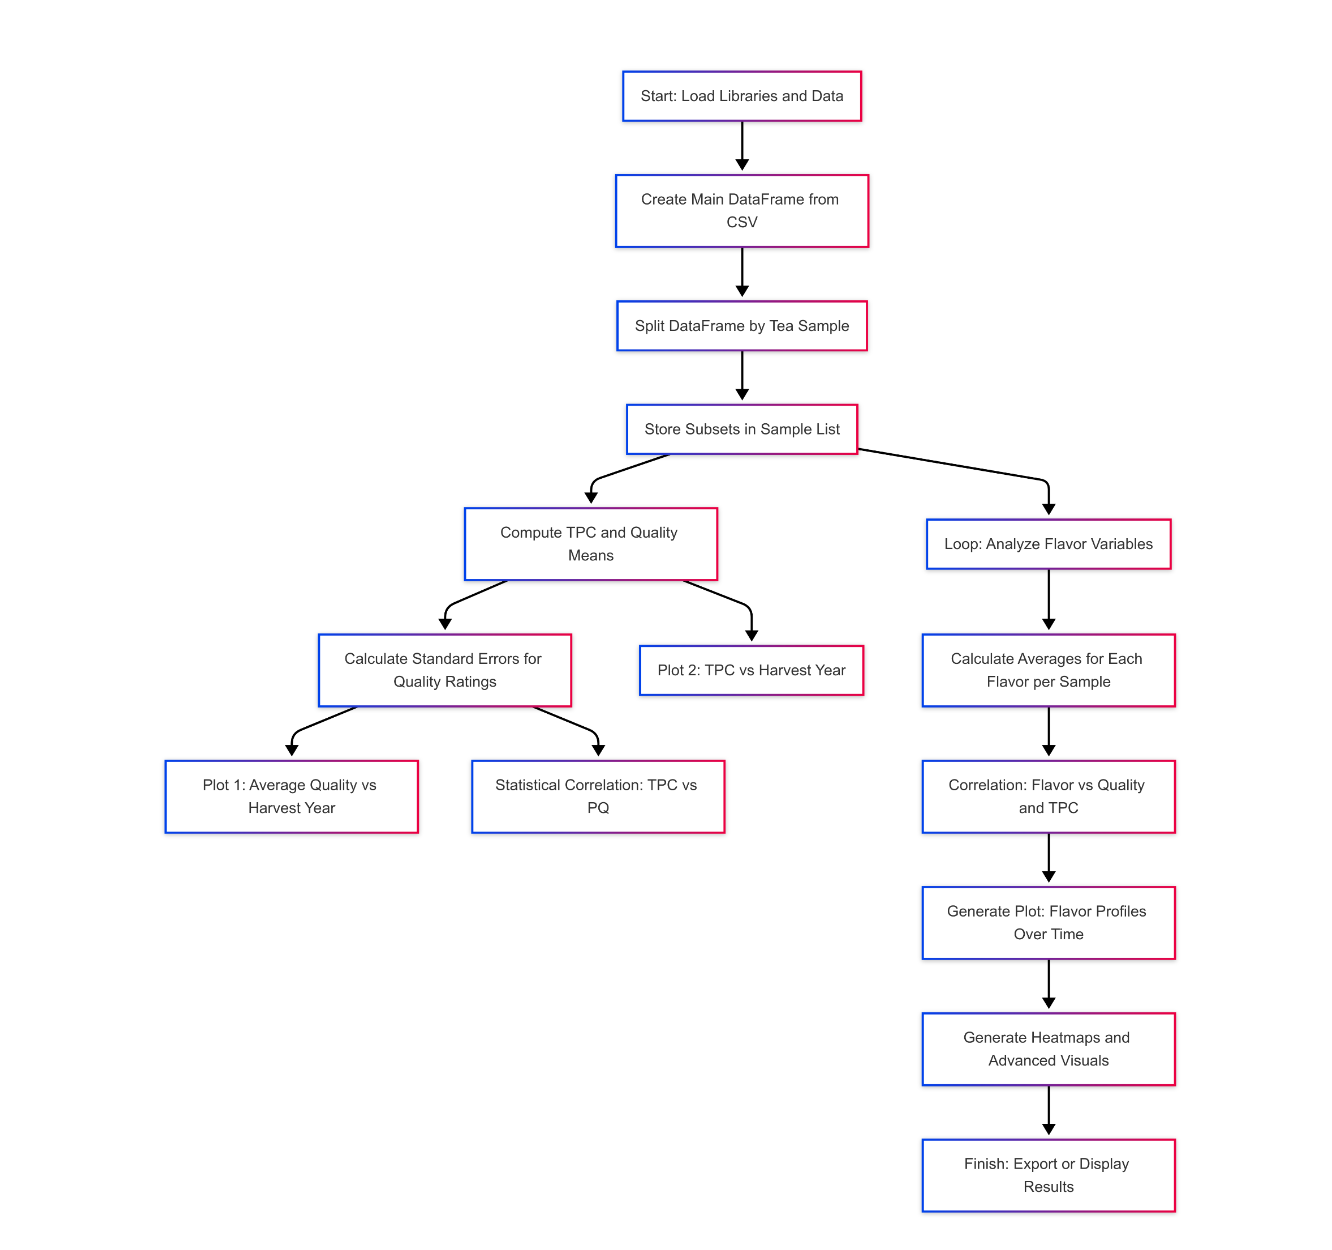 Start: Load Libraries and Data
Create Main DataFrame from
CSV
Split DataFrame by Tea Sample
Store Subsets in Sample List
Compute TPC and Quality
Means
Loop: Analyze Flavor Variables
Calculate Standard Errors for
Quality Ratings
Plot 2: TPC vs Harvest Year
Calculate Averages for Each
Flavor per Sample
Plot 1: Average Quality vs
Harvest Year
Statistical Correlation: TPC vs
PQ
Correlation: Flavor vs Quality
and TPC
Generate Plot: Flavor Profiles
Over Time
Generate Heatmaps and
Advanced Visuals
Finish: Export or Display
Results